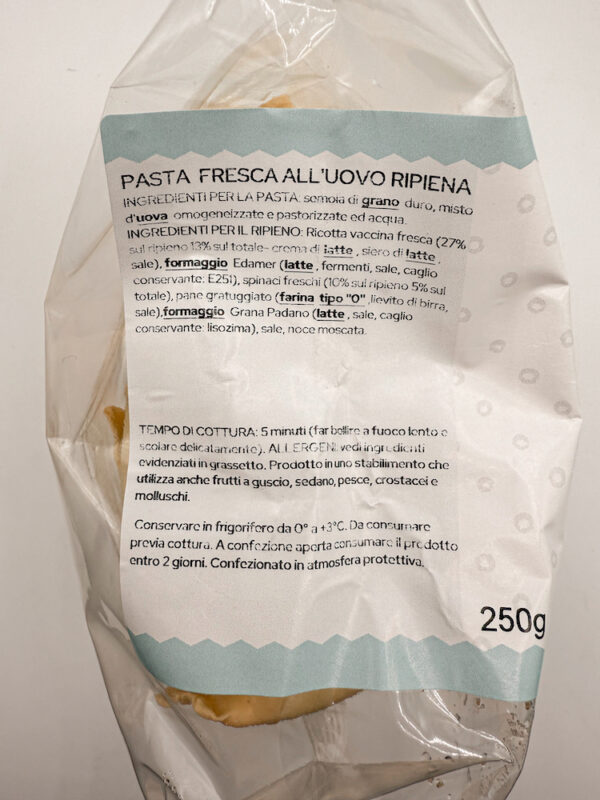 PASTA FRESCA ALL'UOVO RIPIENA
INGREDIENTI PER LA PASTA: semola di grano duro, misto
d'uova omogeneizzate e pastorizzate ed acqua.
INGREDIENTI PER IL RIPIENO: Ricotta vaccina fresca (27%
sul ripieno 13% sul totale- crema di latte , siero di latte ,
sale), formaggio Edamer (latte , fermenti, sale, caglio
conservante: E251), spinaci freschi (10% sul ripieno 5% sul
totale), pane grattugiato (farina tipo "0" ,lievito di birra,
sale),formaggio Grana Padano (latte , sale, caglio
conservante: lisozima), sale, noce moscata.
TEMPO DI COTTURA: 5 minuti (far bollire a fuoco lento e
scolare delicatamente). ALLERGENI: vedi ingredienti
evidenziati in grassetto. Prodotto in uno stabilimento che
utilizza anche frutti a guscio, sedano, pesce, crostacei e
molluschi.
Conservare in frigorifero da 0° a +3°C. Da consumare
previa cottura. A confezione aperta consumare il prodotto
entro 2 giorni. Confezionato in atmosfera protettiva.
250g